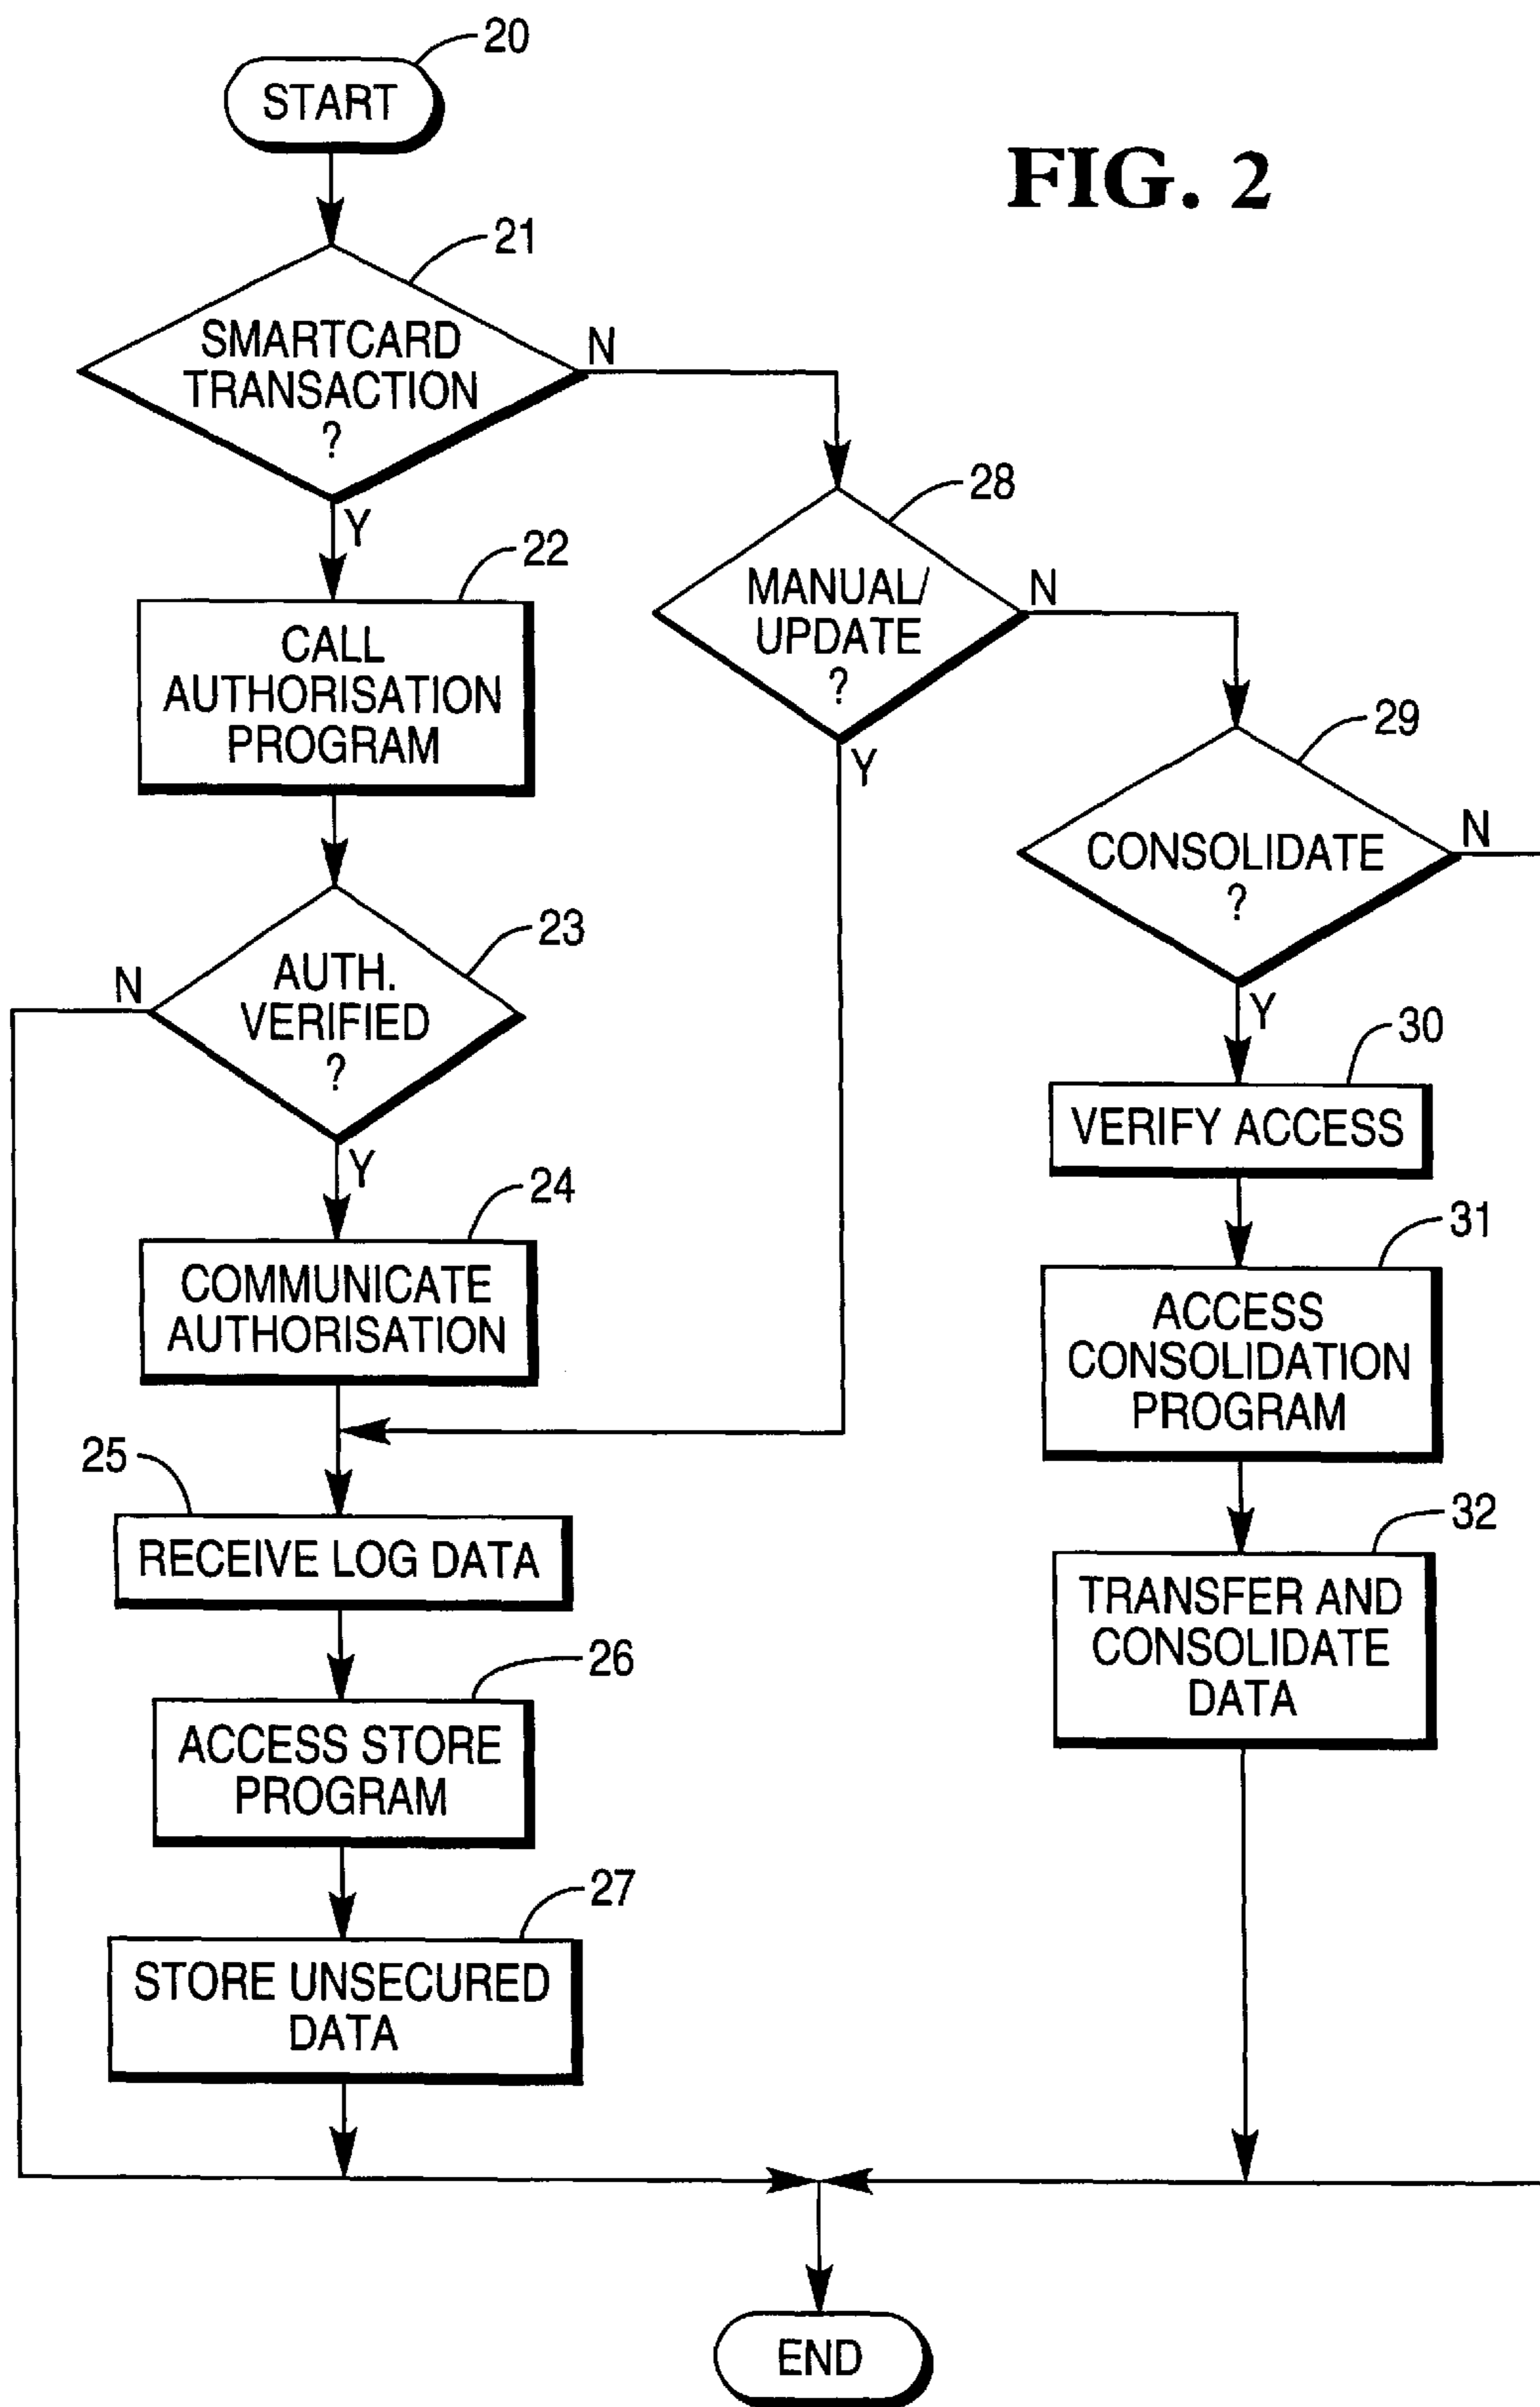 20
START
FIG. 2
21
SMARTCARD
TRANSACTION
?
N
Y
22
CALL
AUTHORISATION
PROGRAM
23
AUTH.
VERIFIED
?
N
Y
24
COMMUNICATE
AUTHORISATION
25
RECEIVE LOG DATA
26
ACCESS STORE
PROGRAM
27
STORE UNSECURED
DATA
28
MANUAL/
UPDATE
?
N
Y
29
CONSOLIDATE
?
N
Y
30
VERIFY ACCESS
31
ACCESS
CONSOLIDATION
PROGRAM
32
TRANSFER AND
CONSOLIDATE
DATA
END